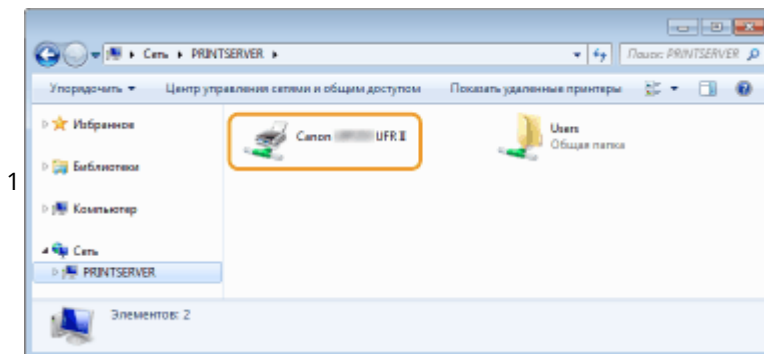 Сеть ▸ PRINTSERVER ▸
Поиск: PRINTSERVER
Упорядочить Центр управления сетями и общим доступом Показать удаленные принтеры
Избранное
Canon UFR II
Users
Общая папка
Библиотеки
1
Компьютер
Сеть
PRINTSERVER
Элементов: 2